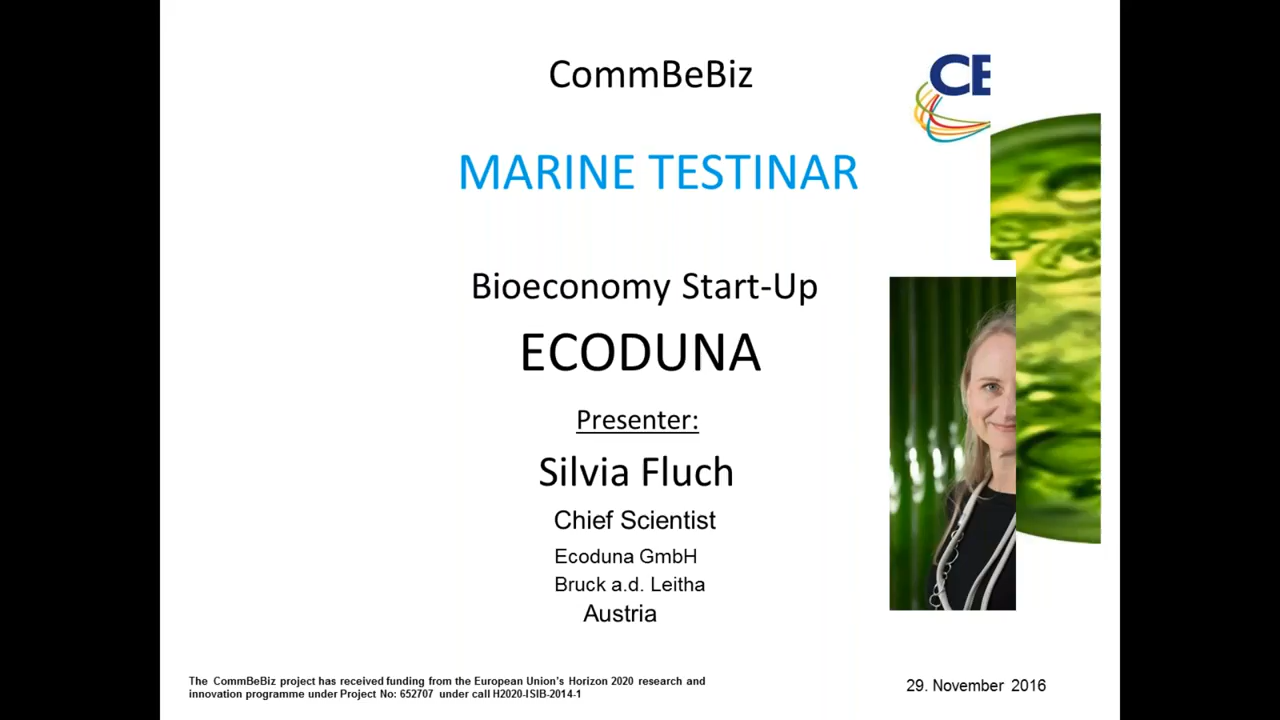 CommBeBiz
CE
MARINE TESTINAR
Bioeconomy Start-Up
ECODUNA
Presenter:
Silvia Fluch
Chief Scientist
Ecoduna GmbH
Bruck a.d. Leitha
Austria
The CommBeBiz project has received funding from the European Union’s Horizon 2020 research and
innovation programme under Project No: 652707 under call H2020-ISIB-2014-1
29. November 2016